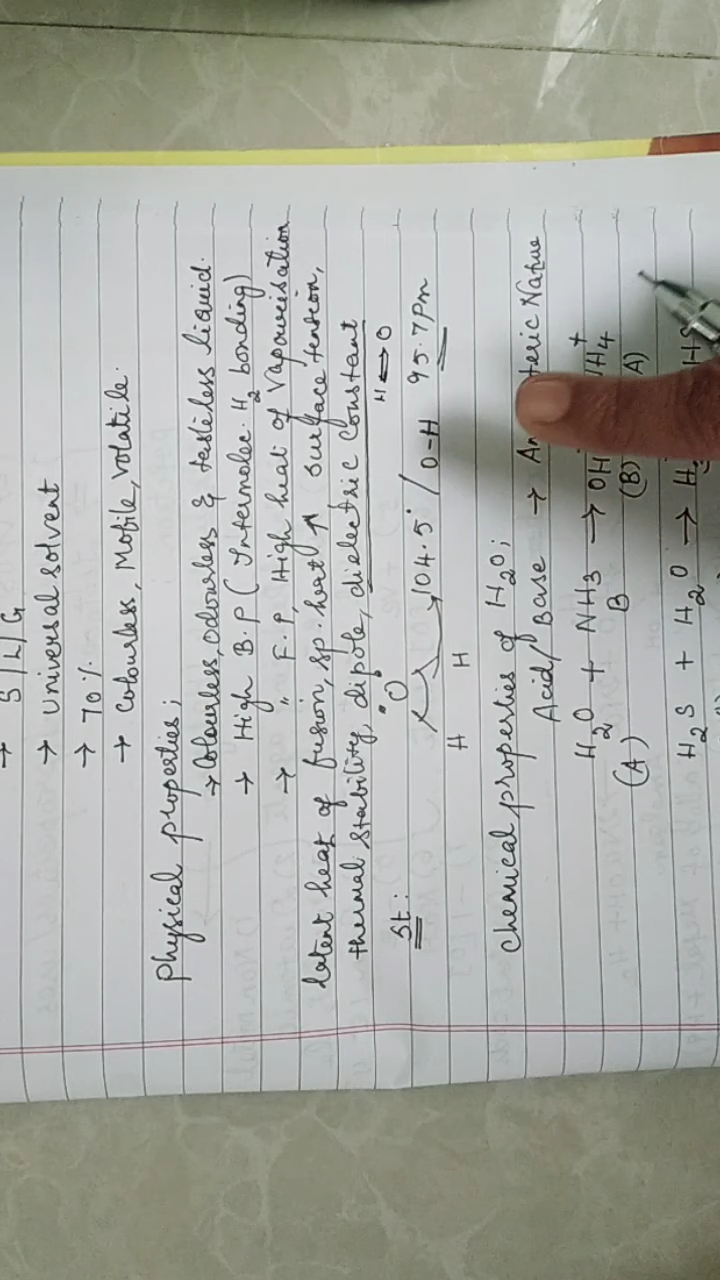 → S/L/G
→ Universal solvent
→ 70%
→ Colourless, Mobile, volatile.
Physical properties;
→ Colourless, odourless & tasteless liquid.
→ High B.P ( Intermolec. H2 bonding)
→ " F.P, High heat of Vapourisation
latent heat of fusion, sp. heat ↑ surface tension,
thermal stability, dipole, dielectric Constant
St: O H ↔ O
104.5° / O-H 95.7pm
H H
Chemical properties of H2O;
Acid/Base → Nature
H2O + NH3 → OH +
(A) B (B) A)
H2S + H2O →